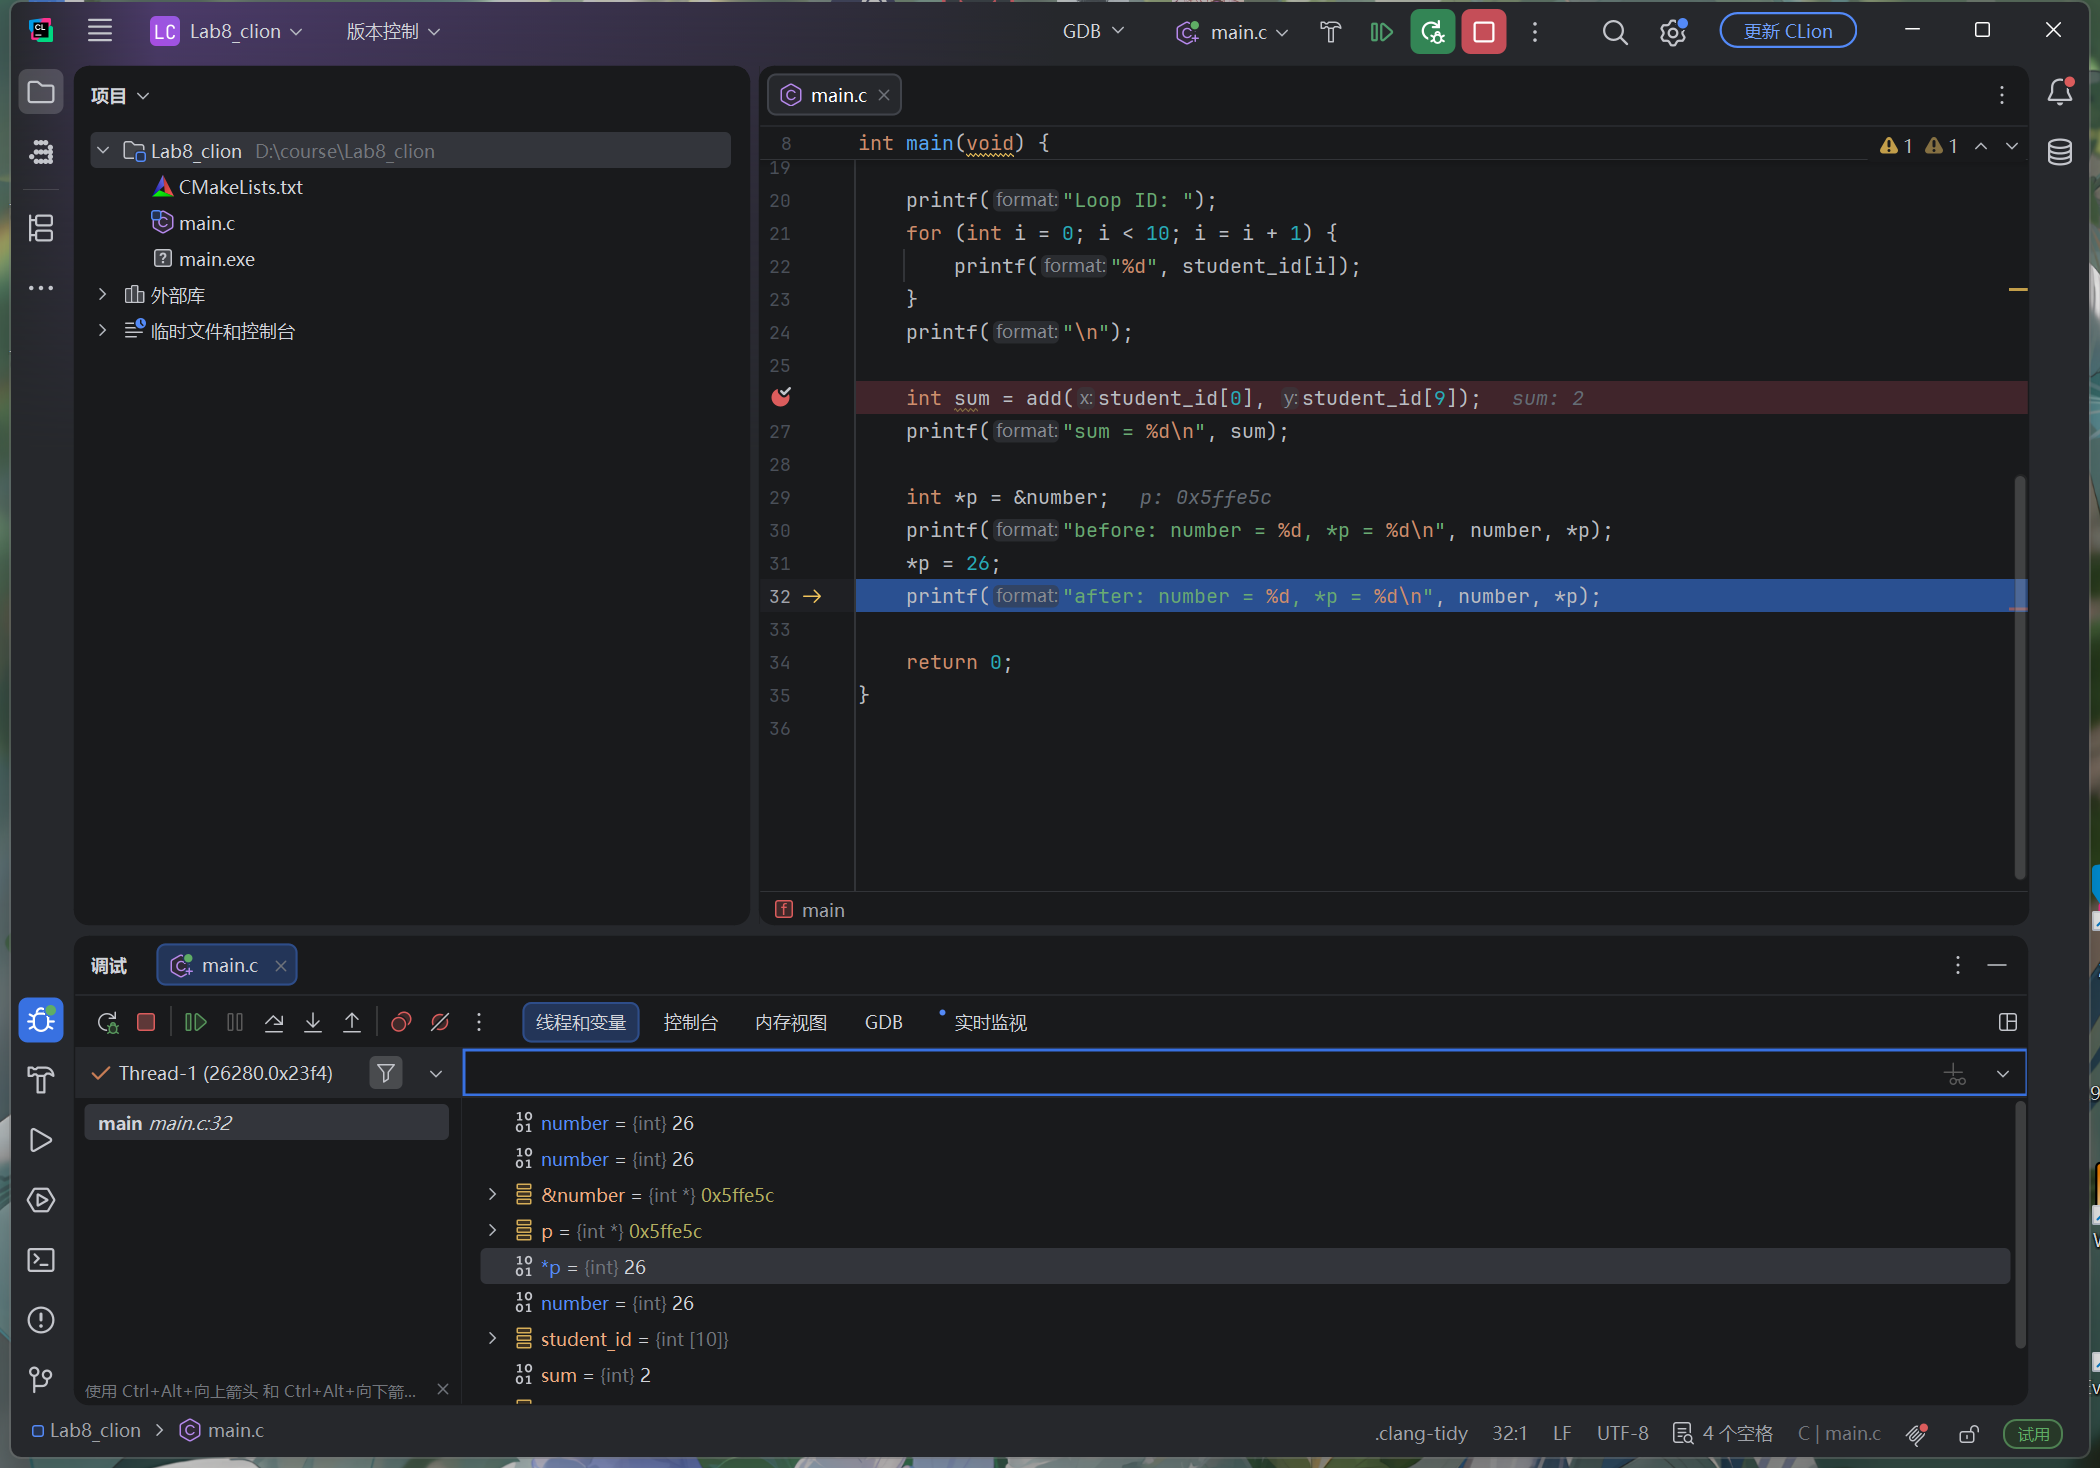 LC Lab8_clion 版本控制 GDB main.c 更新 CLion
项目
Lab8_clion D:\course\Lab8_clion
CMakeLists.txt
main.c
main.exe
外部库
临时文件和控制台
main.c
8 int main(void) {
1 1
19
20 printf(format:"Loop ID: ");
21 for (int i = 0; i < 10; i = i + 1) {
22 printf(format:"%d", student_id[i]);
23 }
24 printf(format:"\n");
25
int sum = add(x:student_id[0], y:student_id[9]); sum: 2
27 printf(format:"sum = %d\n", sum);
28
29 int *p = &number; p: 0x5ffe5c
30 printf(format:"before: number = %d, *p = %d\n", number, *p);
31 *p = 26;
32 printf(format:"after: number = %d, *p = %d\n", number, *p);
33
34 return 0;
35 }
36
main
调试 main.c
线程和变量 控制台 内存视图 GDB 实时监视
Thread-1 (26280.0x23f4)
main main.c:32
number = {int} 26
number = {int} 26
&number = {int *} 0x5ffe5c
p = {int *} 0x5ffe5c
*p = {int} 26
number = {int} 26
student_id = {int [10]}
sum = {int} 2
使用 Ctrl+Alt+向上箭头 和 Ctrl+Alt+向下箭...
Lab8_clion > main.c
.clang-tidy 32:1 LF UTF-8 4 个空格 C | main.c 试用